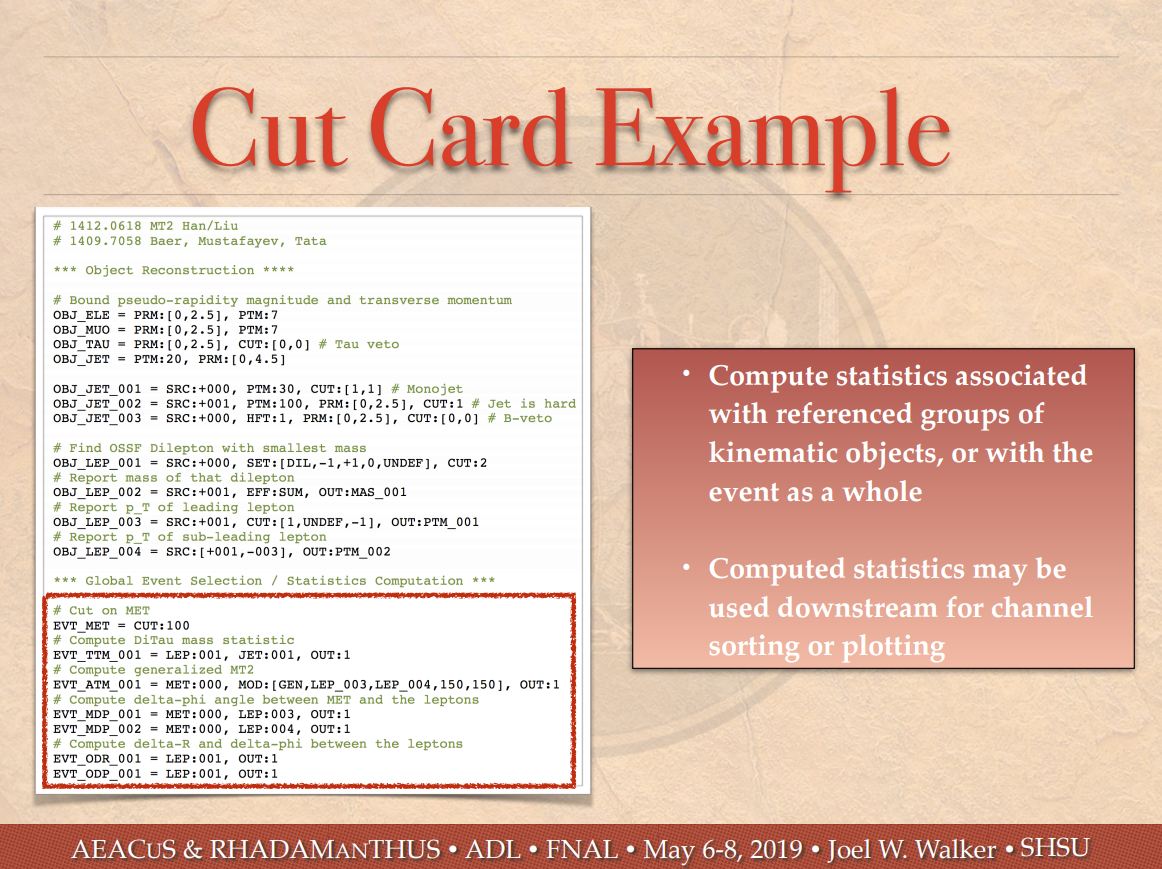 Cut Card Example
# 1412.0618 MT2 Han/Liu
# 1409.7058 Baer, Mustafayev, Tata
*** Object Reconstruction ****
# Bound pseudo-rapidity magnitude and transverse momentum
OBJ_ELE = PRM:[0,2.5], PTM:7
OBJ_MUO = PRM:[0,2.5], PTM:7
OBJ_TAU = PRM:[0,2.5], CUT:[0,0] # Tau veto
OBJ_JET = PTM:20, PRM:[0,4.5]
OBJ_JET_001 = SRC:+000, PTM:30, CUT:[1,1] # Monojet
OBJ_JET_002 = SRC:+001, PTM:100, PRM:[0,2.5], CUT:1 # Jet is hard
OBJ_JET_003 = SRC:+000, HFT:1, PRM:[0,2.5], CUT:[0,0] # B-veto
# Find OSSF Dilepton with smallest mass
OBJ_LEP_001 = SRC:+000, SET:[DIL,-1,+1,0,UNDEF], CUT:2
# Report mass of that dilepton
OBJ_LEP_002 = SRC:+001, EFF:SUM, OUT:MAS_001
# Report p_T of leading lepton
OBJ_LEP_003 = SRC:+001, CUT:[1,UNDEF,-1], OUT:PTM_001
# Report p_T of sub-leading lepton
OBJ_LEP_004 = SRC:[+001,-003], OUT:PTM_002
*** Global Event Selection / Statistics Computation ***
# Cut on MET
EVT_MET = CUT:100
# Compute DiTau mass statistic
EVT_TTM_001 = LEP:001, JET:001, OUT:1
# Compute generalized MT2
EVT_ATM_001 = MET:000, MOD:[GEN,LEP_003,LEP_004,150,150], OUT:1
# Compute delta-phi angle between MET and the leptons
EVT_MDP_001 = MET:000, LEP:003, OUT:1
EVT_MDP_002 = MET:000, LEP:004, OUT:1
# Compute delta-R and delta-phi between the leptons
EVT_ODR_001 = LEP:001, OUT:1
EVT_ODP_001 = LEP:001, OUT:1
• Compute statistics associated
with referenced groups of
kinematic objects, or with the
event as a whole
• Computed statistics may be
used downstream for channel
sorting or plotting
AEACuS & RHADAManTHUS • ADL • FNAL • May 6-8, 2019 • Joel W. Walker • SHSU